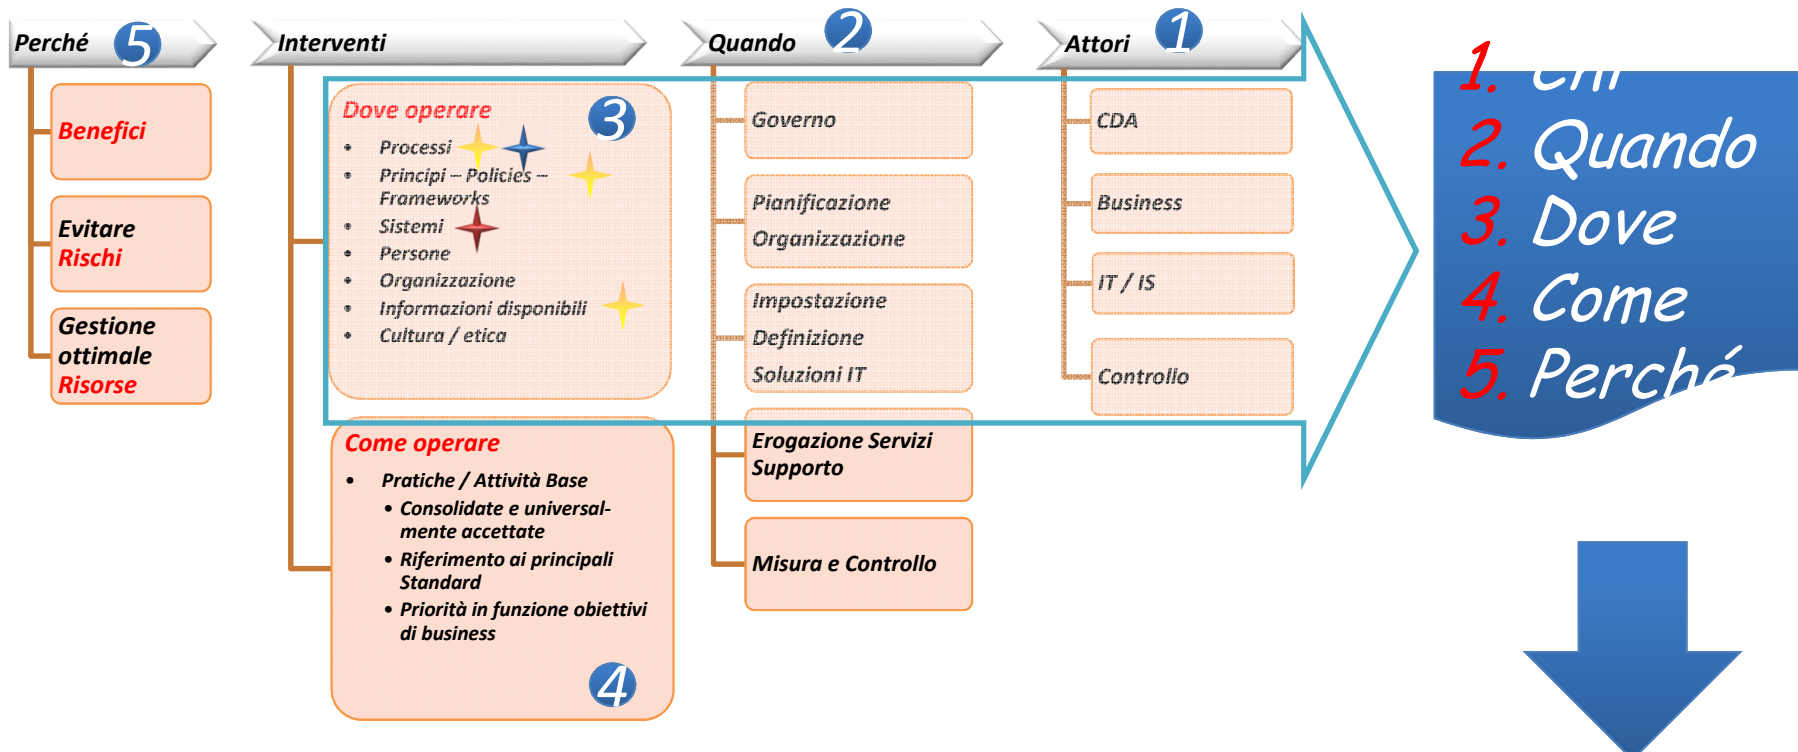 Perché 5
Benefici
Evitare
Rischi
Gestione
ottimale
Risorse
Interventi
Dove operare 3
• Processi
• Principi – Policies –
Frameworks
• Sistemi
• Persone
• Organizzazione
• Informazioni disponibili
• Cultura / etica
Come operare
• Pratiche / Attività Base
• Consolidate e universal-
mente accettate
• Riferimento ai principali
Standard
• Priorità in funzione obiettivi
di business
4
Quando 2
Governo
Pianificazione
Organizzazione
Impostazione
Definizione
Soluzioni IT
Erogazione Servizi
Supporto
Misura e Controllo
Attori 1
CDA
Business
IT / IS
Controllo
1. Chi
2. Quando
3. Dove
4. Come
5. Perché